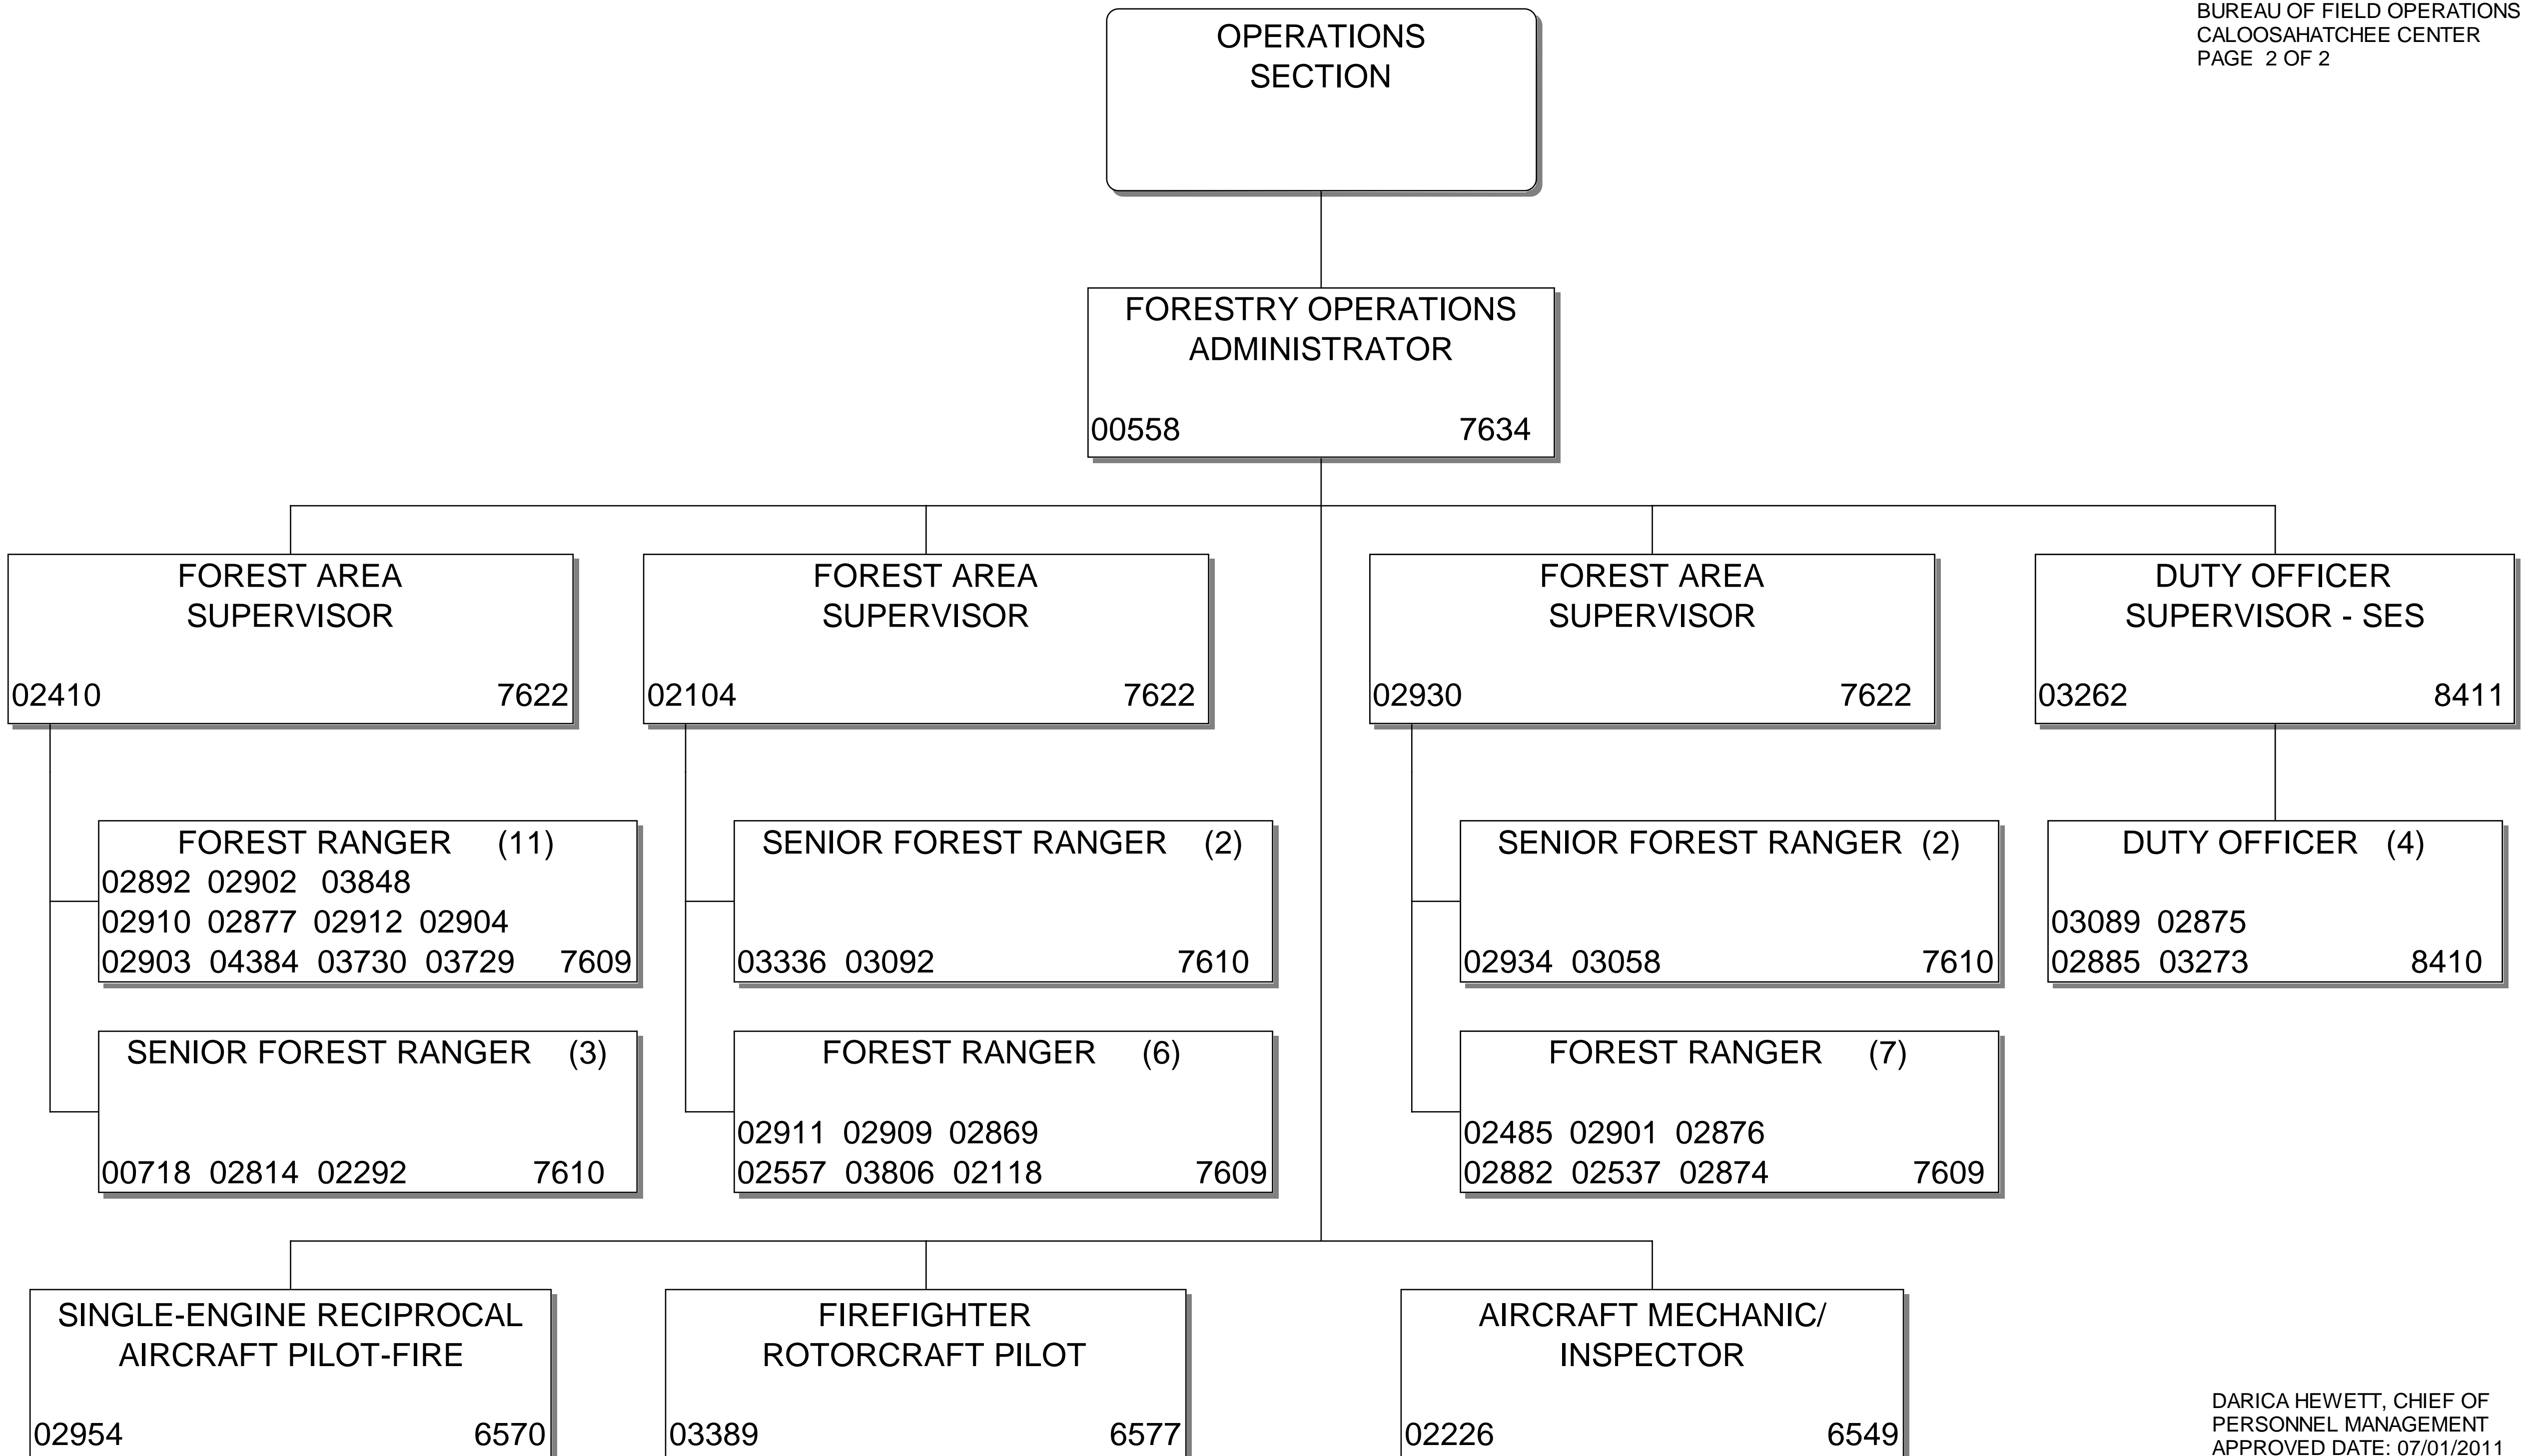 BUREAU OF FIELD OPERATIONS
CALOOSAHATCHEE CENTER
PAGE 2 OF 2
OPERATIONS
SECTION
FORESTRY OPERATIONS
ADMINISTRATOR
00558 7634
FOREST AREA
SUPERVISOR
02410 7622
FOREST AREA
SUPERVISOR
02104 7622
FOREST AREA
SUPERVISOR
02930 7622
DUTY OFFICER
SUPERVISOR - SES
03262 8411
FOREST RANGER (11)
02892 02902 03848
02910 02877 02912 02904
02903 04384 03730 03729 7609
SENIOR FOREST RANGER (3)
00718 02814 02292 7610
SENIOR FOREST RANGER (2)
03336 03092 7610
FOREST RANGER (6)
02911 02909 02869
02557 03806 02118 7609
SENIOR FOREST RANGER (2)
02934 03058 7610
FOREST RANGER (7)
02485 02901 02876
02882 02537 02874 7609
DUTY OFFICER (4)
03089 02875
02885 03273 8410
SINGLE-ENGINE RECIPROCAL
AIRCRAFT PILOT-FIRE
02954 6570
FIREFIGHTER
ROTORCRAFT PILOT
03389 6577
AIRCRAFT MECHANIC/
INSPECTOR
02226 6549
DARICA HEWETT, CHIEF OF
PERSONNEL MANAGEMENT
APPROVED DATE: 07/01/2011